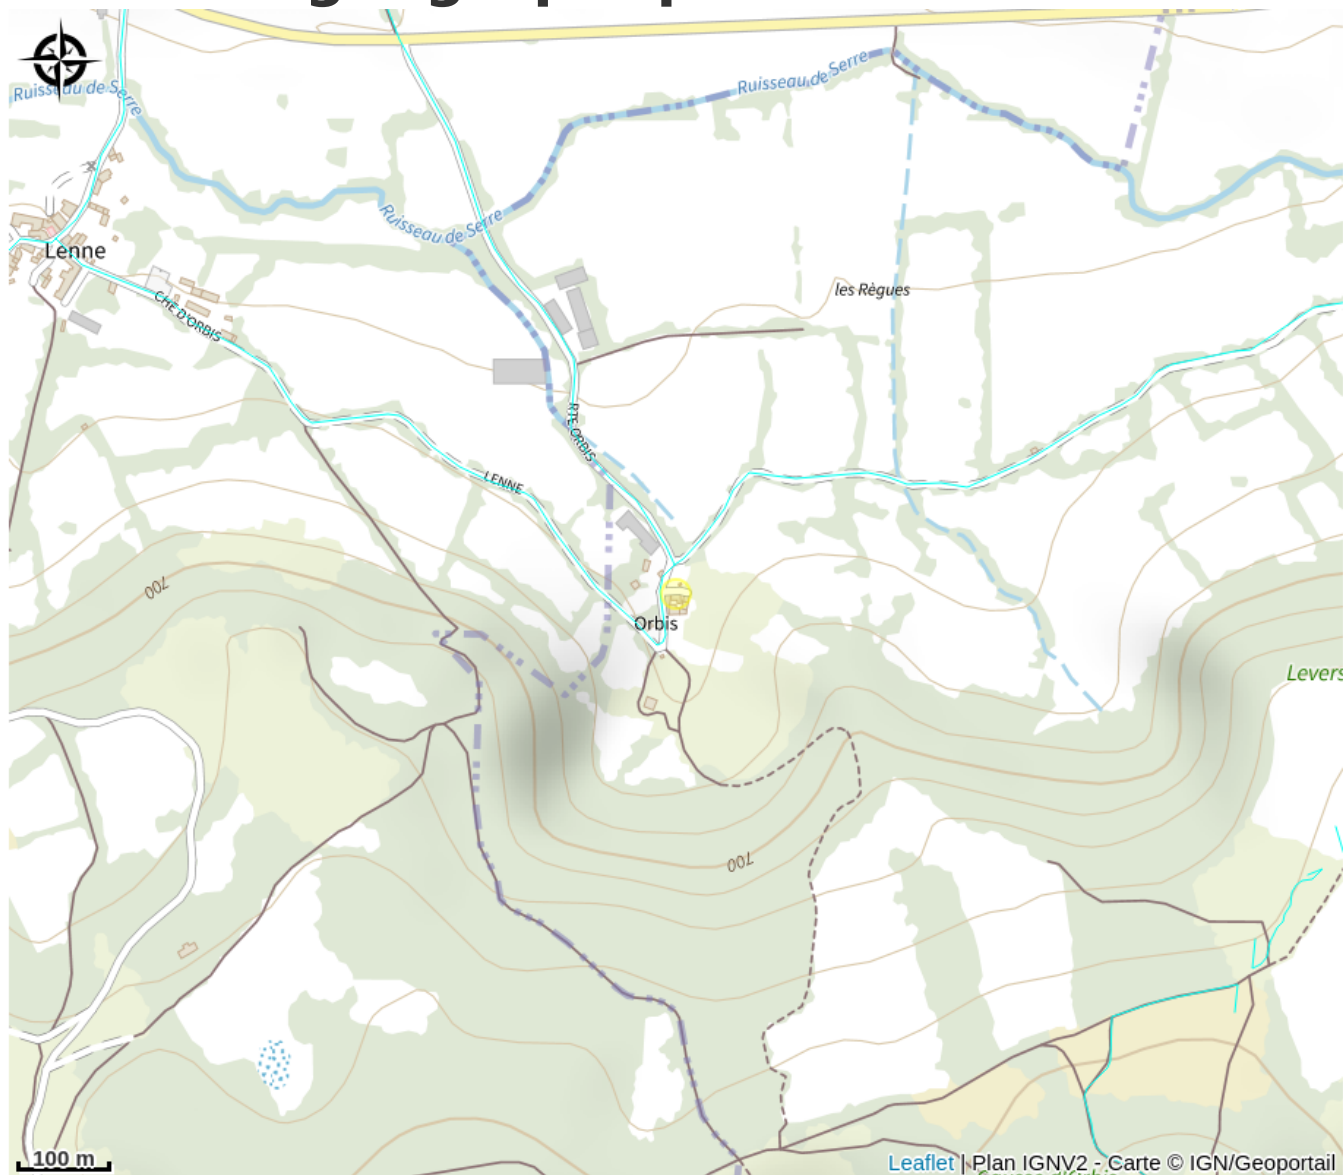 Ruisseau de Serre
Ruisseau de Serre
Ruisseau de Serre
Lenne
les Règues
CHE D'ORBIS
RTE ORBIS
LENNE
700
Orbis
700
100 m
Leaflet | Plan IGNV2 - Carte © IGN/Geoportail